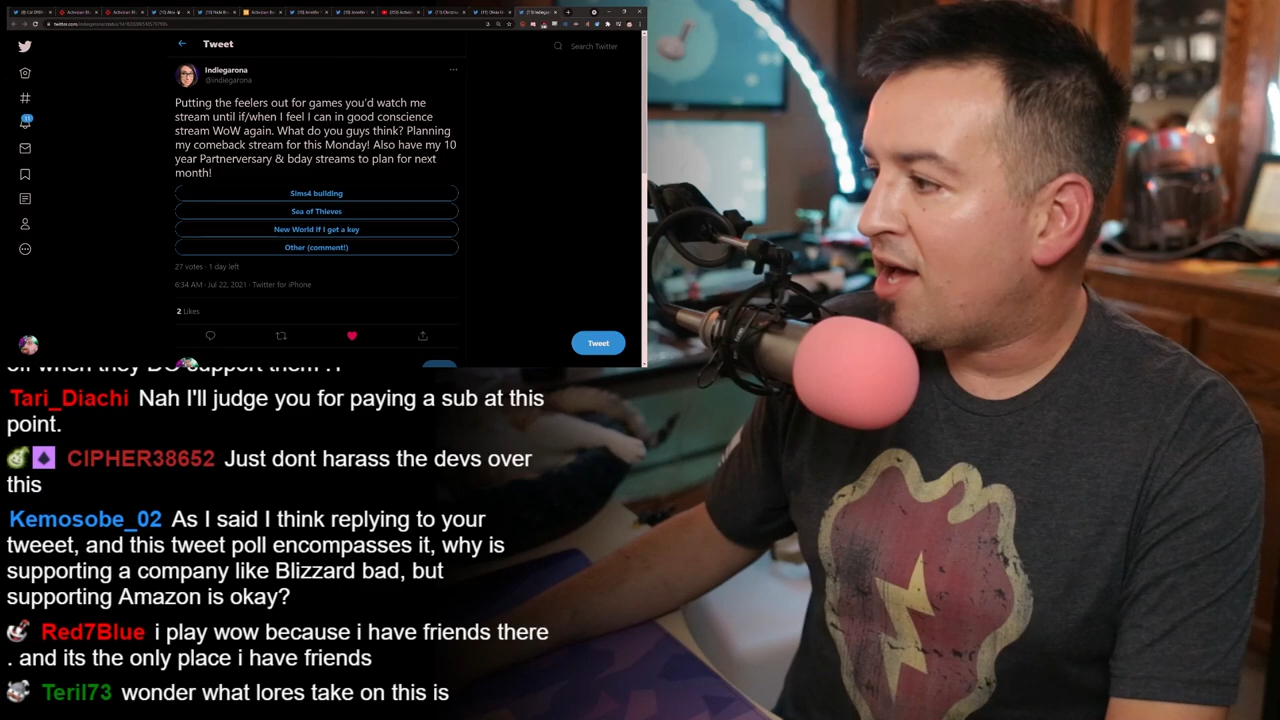 Tweet
Search Twitter
Indiegarona
@indiegarona
Putting the feelers out for games you'd watch me
stream until if/when I feel I can in good conscience
stream WoW again. What do you guys think? Planning
my comeback stream for this Monday! Also have my 10
year Partnerversary & bday streams to plan for next
month!
Sims4 building
Sea of Thieves
New World if I get a key
Other (comment!)
27 votes · 1 day left
6:34 AM · Jul 22, 2021 · Twitter for iPhone
2 Likes
Tweet
off when they DO support them
Tari_Diachi Nah I'll judge you for paying a sub at this
point.
CIPHER38652 Just dont harass the devs over
this
Kemosobe_02 As I said I think replying to your
tweeet, and this tweet poll encompasses it, why is
supporting a company like Blizzard bad, but
supporting Amazon is okay?
Red7Blue i play wow because i have friends there
. and its the only place i have friends
Teril73 wonder what lores take on this is